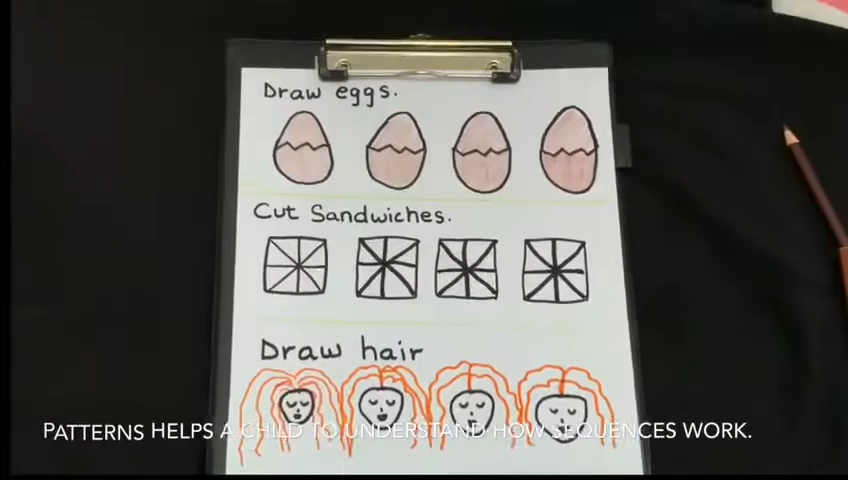 Draw eggs.
Cut Sandwiches.
Draw hair
PATTERNS HELPS A CHILD TO UNDERSTAND HOW SEQUENCES WORK.